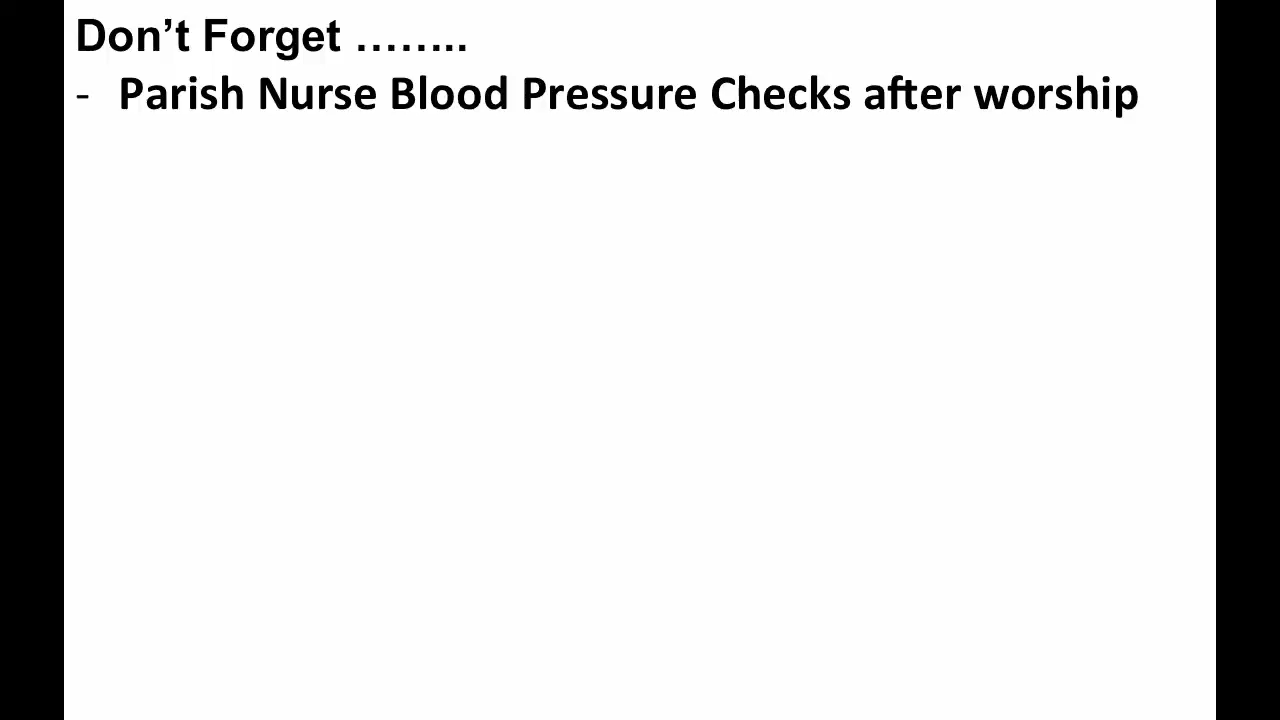 Don’t Forget ……..
- Parish Nurse Blood Pressure Checks after worship